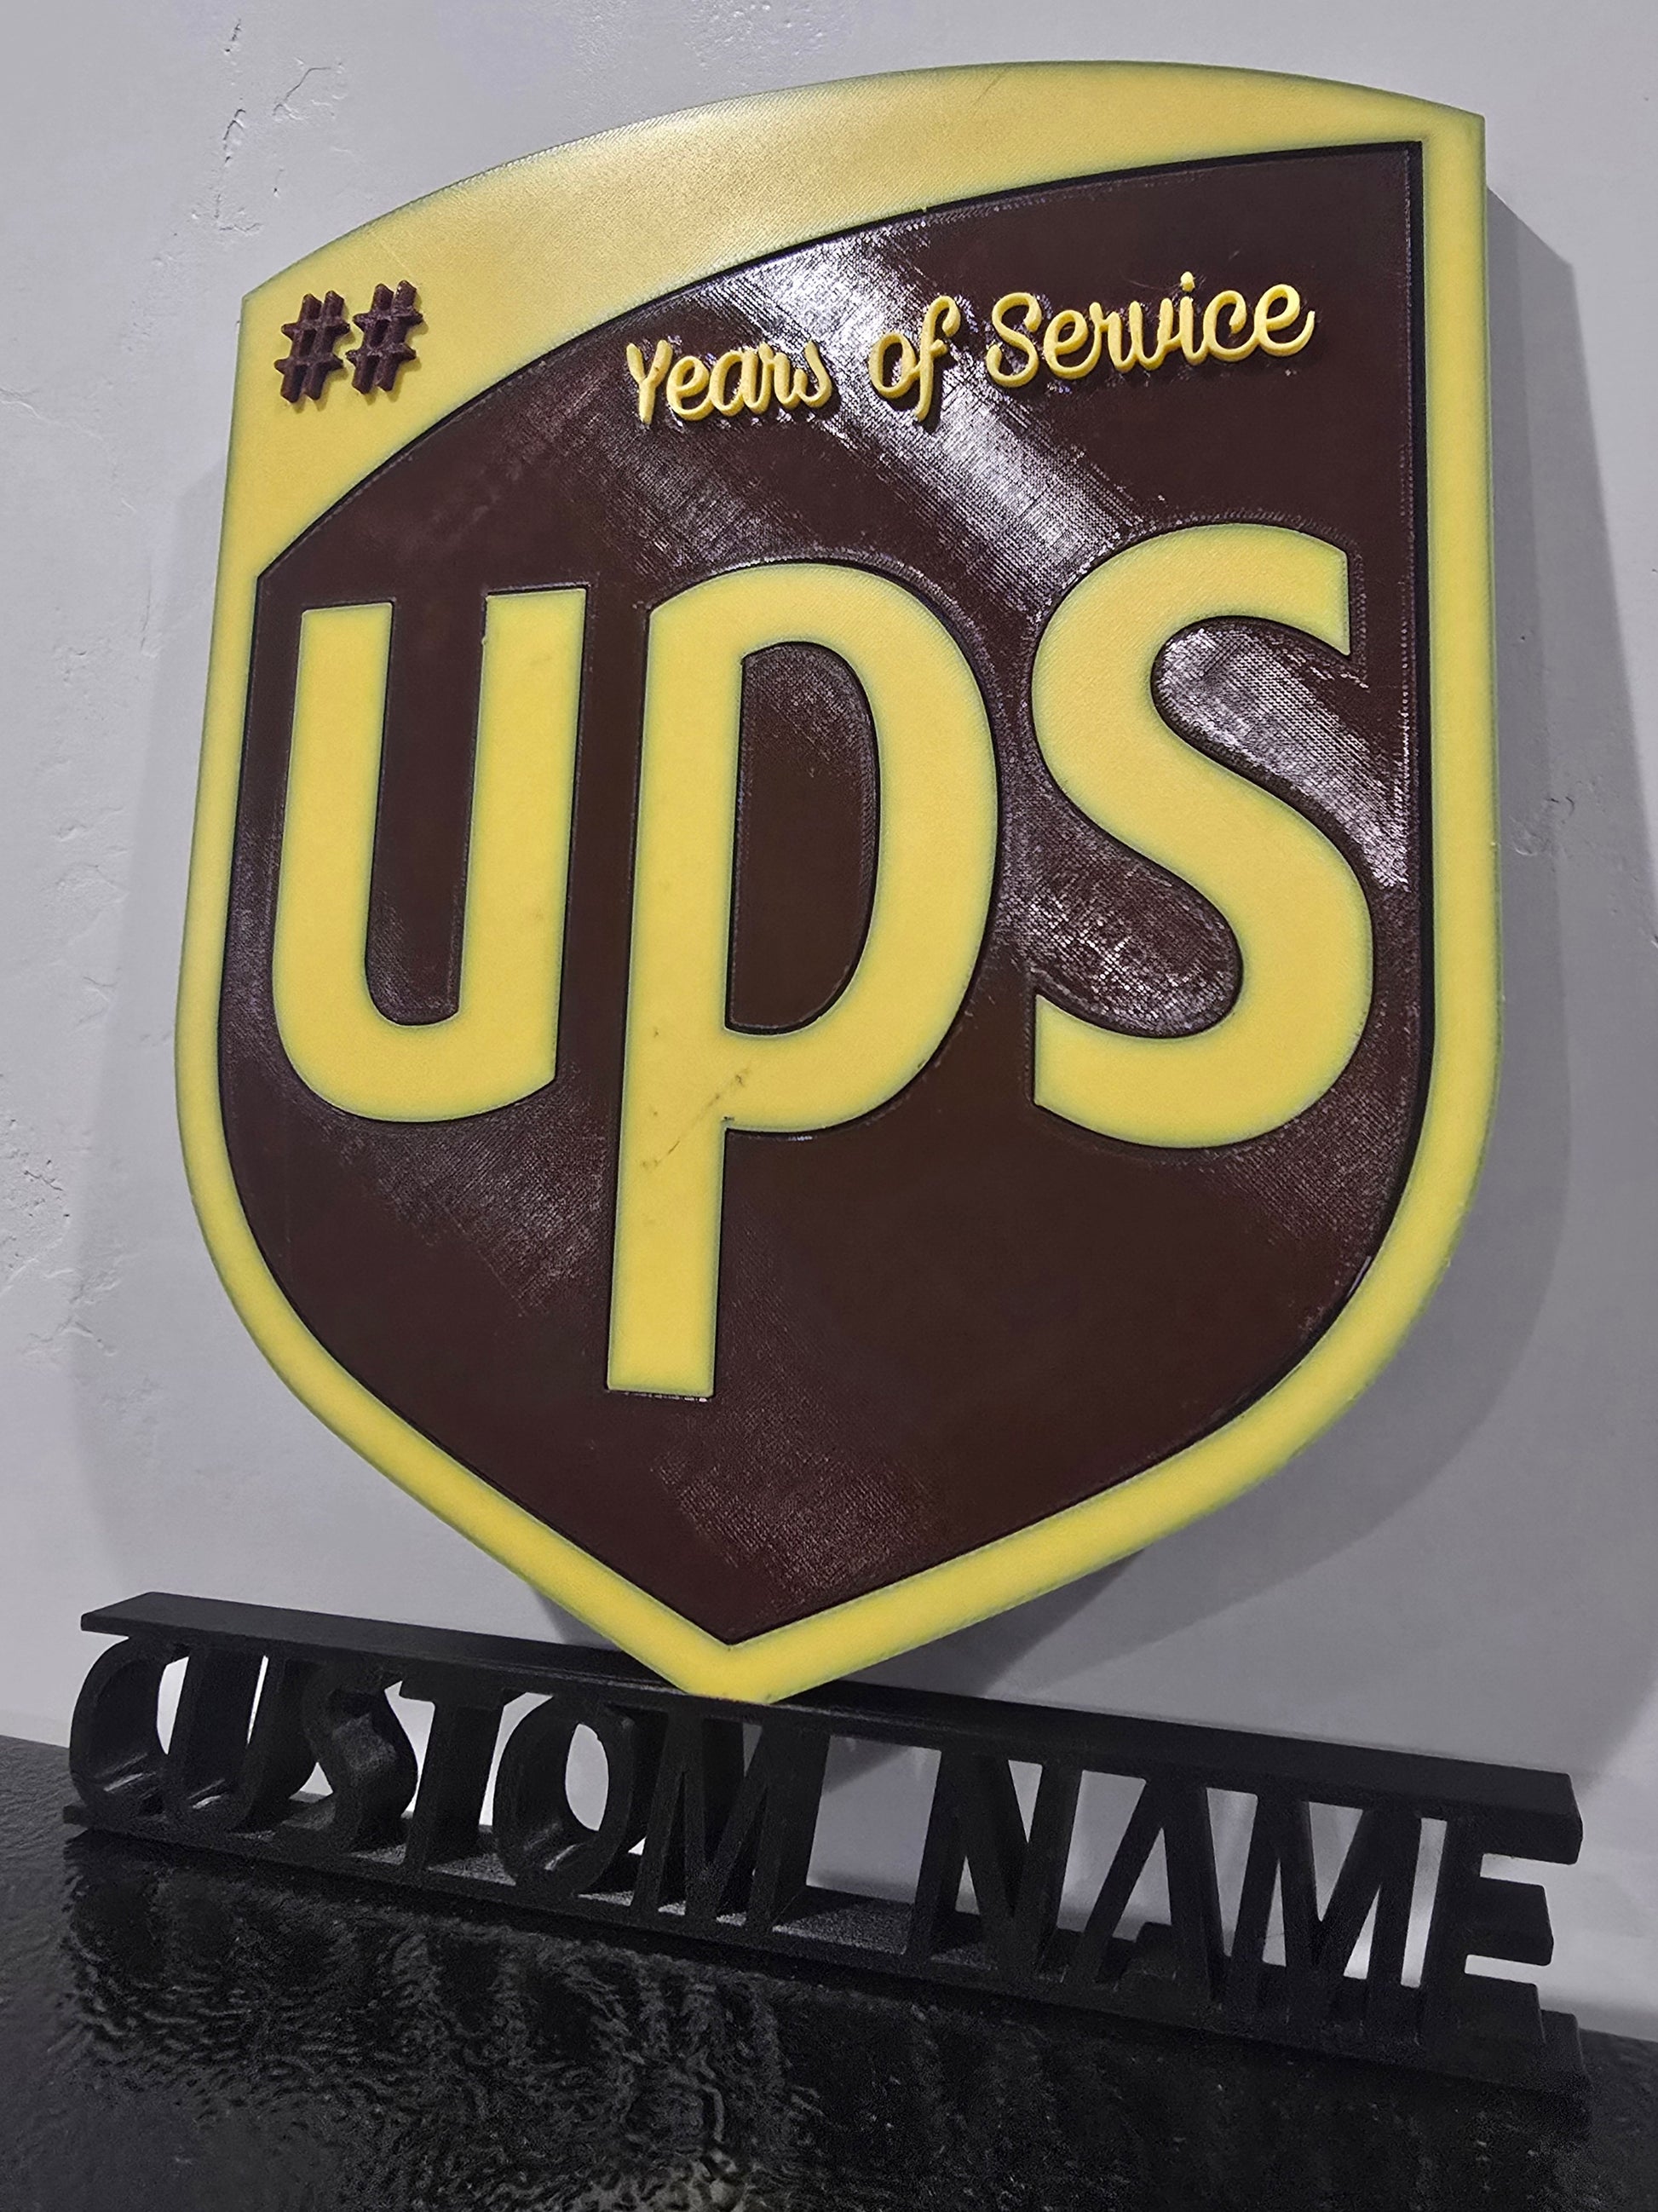 ##
Years of Service
ups
CUSTOM NAME